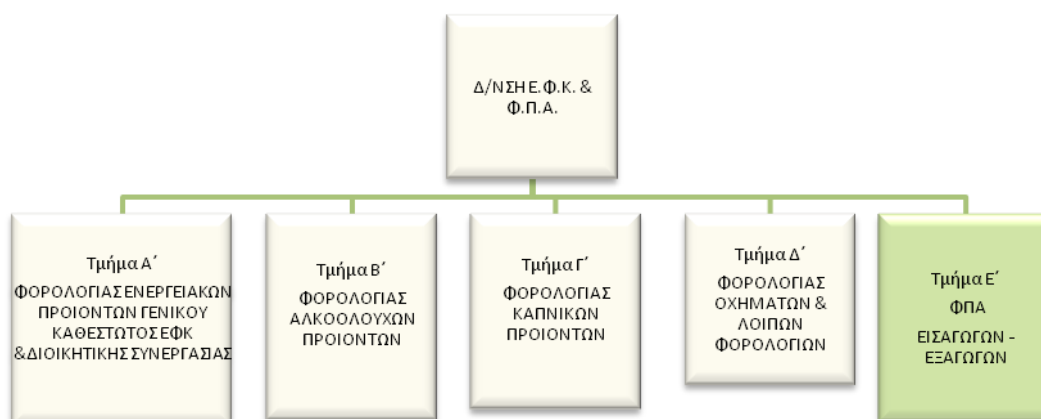 Δ/ΝΣΗ Ε.Φ.Κ. &
Φ.Π.Α.
Τμήμα Α΄
ΦΟΡΟΛΟΓΙΑΣ ΕΝΕΡΓΕΙΑΚΩΝ
ΠΡΟΙΟΝΤΩΝ ΓΕΝΙΚΟΥ
ΚΑΘΕΣΤΩΤΟΣ ΕΦΚ
& ΔΙΟΙΚΗΤΙΚΗΣ ΣΥΝΕΡΓΑΣΙΑΣ
Τμήμα Β΄
ΦΟΡΟΛΟΓΙΑΣ
ΑΛΚΟΟΛΟΥΧΩΝ
ΠΡΟΙΟΝΤΩΝ
Τμήμα Γ΄
ΦΟΡΟΛΟΓΙΑΣ
ΚΑΠΝΙΚΩΝ
ΠΡΟΙΟΝΤΩΝ
Τμήμα Δ΄
ΦΟΡΟΛΟΓΙΑΣ
ΟΧΗΜΑΤΩΝ &
ΛΟΙΠΩΝ
ΦΟΡΟΛΟΓΙΩΝ
Τμήμα Ε΄
ΦΠΑ
ΕΙΣΑΓΩΓΩΝ –
ΕΞΑΓΩΓΩΝ